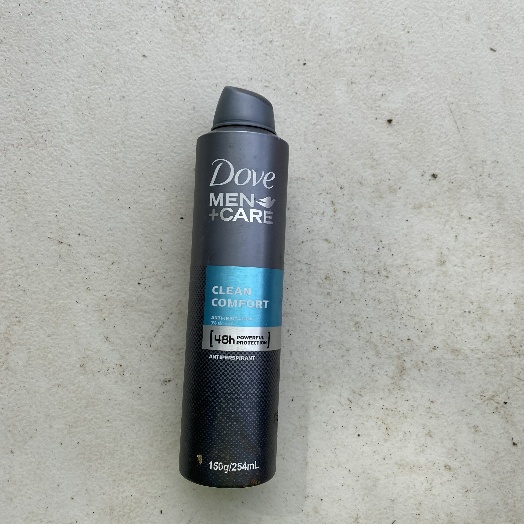 Dove
MEN
+CARE
CLEAN
COMFORT
[48h POWERFUL
PROTECTION]
ANTIPERSPIRANT
150g/254mL